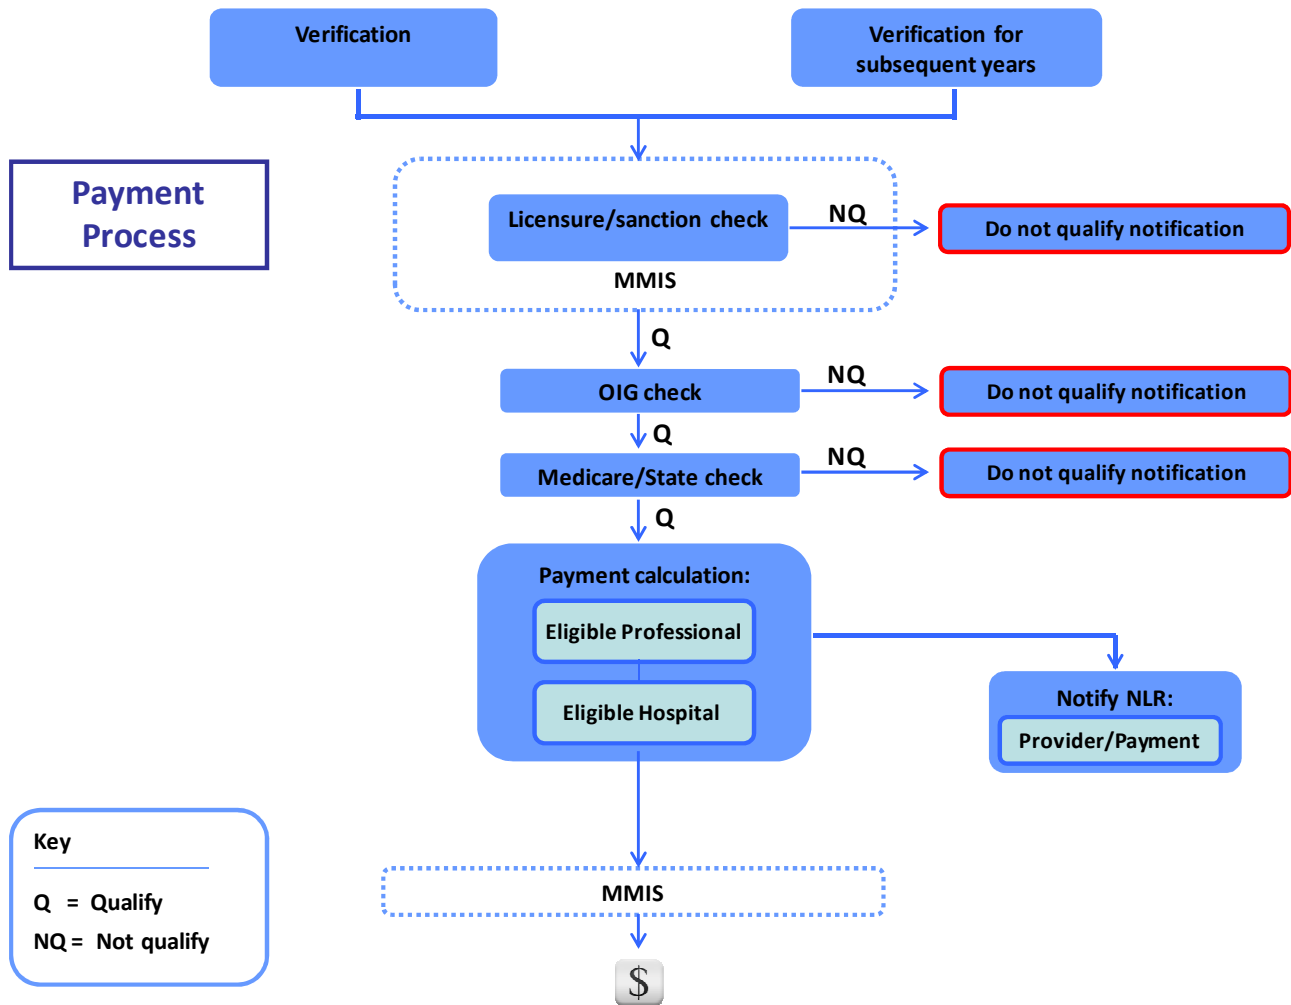 Verification
Verification for
subsequent years
Payment
Process
Licensure/sanction check
NQ
Do not qualify notification
MMIS
Q
OIG check
NQ
Do not qualify notification
Q
Medicare/State check
NQ
Do not qualify notification
Q
Payment calculation:
Eligible Professional
Eligible Hospital
Notify NLR:
Provider/Payment
Key
Q = Qualify
NQ = Not qualify
MMIS
$